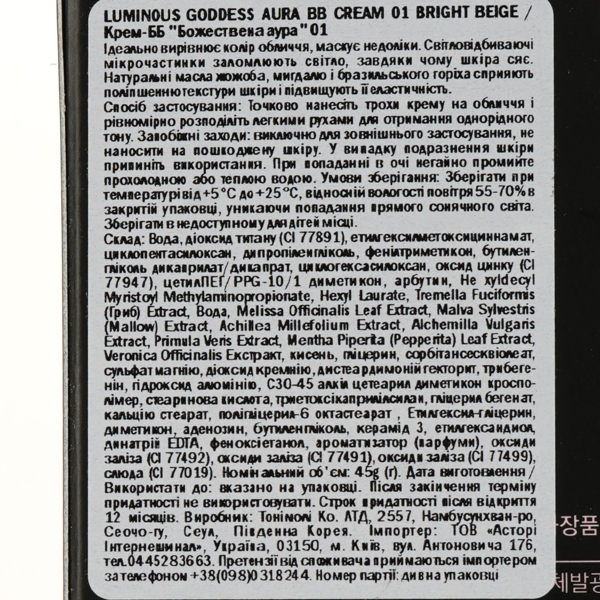 LUMINOUS GODDESS AURA BB CREAM 01 BRIGHT BEIGE /
Крем-ББ "Божествена аура" 01
Ідеально вирівнює колір обличчя, маскує недоліки. Світловідбиваючі
мікрочастинки заломлюють світло, завдяки чому шкіра сяє.
Натуральні масла жожоба, мигдалю і бразильського горіха сприяють
поліпшенню текстури шкіри і підвищують її еластичність.
Спосіб застосування: Точково нанесіть трохи крему на обличчя і
рівномірно розподіліть легкими рухами для отримання однорідного
тону. Запобіжні заходи: виключно для зовнішнього застосування, не
наносити на пошкоджену шкіру. У випадку подразнення шкіри
припиніть використання. При попаданні в очі негайно промийте
прохолодною або теплою водою. Умови зберігання: Зберігати при
температурі від +5°С до +25°С, відносній вологості повітря 55-70% в
закритій упаковці, уникаючи попадання прямого сонячного світла.
Зберігати в недоступному для дітей місці.
Склад: Вода, діоксид титану (CI 77891), етилгексилметоксициннамат,
циклопентасилоксан, дипропіленгліколь, фенілтриметікон, бутилен-
гліколь дикаприлат/дикапрат, циклогексасилоксан, оксид цинку (CI
77947), цетилПЕГ/PPG-10/1 диметикон, арбутин, He xyldecyl
Myristoyl Methylaminopropionate, Hexyl Laurate, Tremella Fuciformis
(Гриб) Extract, Вода, Melissa Officinalis Leaf Extract, Malva Sylvestris
(Mallow) Extract, Achillea Millefolium Extract, Alchemilla Vulgaris
Extract, Primula Veris Extract, Mentha Piperita (Pepperita) Leaf Extract,
Veronica Officinalis Екстракт, кисень, гліцерин, сорбітансесквіолеат,
сульфат магнію, діоксид кремнію, дистеардимоній гекторит, трибеге-
нін, гідроксид алюмінію, C30-45 алкіл цетеарил диметикон кроспо-
лімер, стеаринова кислота, триетоксікаприлілсилан, гліцерил бегенат,
кальцію стеарат, полігліцерил-6 октастеарат , Етилгексил-гліцерин,
диметикон, аденозин, бутиленгліколь, керамід 3, етилгександіол,
динатрій EDTA, феноксіетанол, ароматизатор (парфуми), оксиди
заліза (CI 77492), оксиди заліза (CI 77491), оксиди заліза (CI 77499),
слюда (CI 77019). Номінальний об'єм: 45g (г). Дата виготовлення /
Використати до: вказано на упаковці. Після закінчення терміну
придатності не використовувати. Строк придатності після відкриття
12 місяців. Виробник: Тонімолі Ко. ЛТД, 2557, Намбусунхван-ро,
Сеочо-гу, Сеул, Південна Корея. Імпортер: ТОВ «Асторі
Інтернешинал», Україна, 03150, м. Київ, вул. Антоновича 176,
тел.0445283663. Претензії від споживача приймаються імпортером
за телефоном +38(098)0318244. Номер партії: див на упаковці
장품
체발광